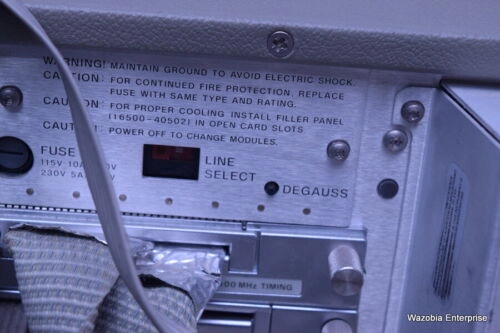 WARNING! MAINTAIN GROUND TO AVOID ELECTRIC SHOCK.
CAUTION: FOR CONTINUED FIRE PROTECTION, REPLACE
FUSE WITH SAME TYPE AND RATING.
CAUTION: FOR PROPER COOLING INSTALL FILLER PANEL
(16500-40502) IN OPEN CARD SLOTS.
POWER OFF TO CHANGE MODULES.
FUSE
115V 10A
230V 5A
LINE
SELECT
DEGAUSS
MHz TIMING
Wazobia Enterprise